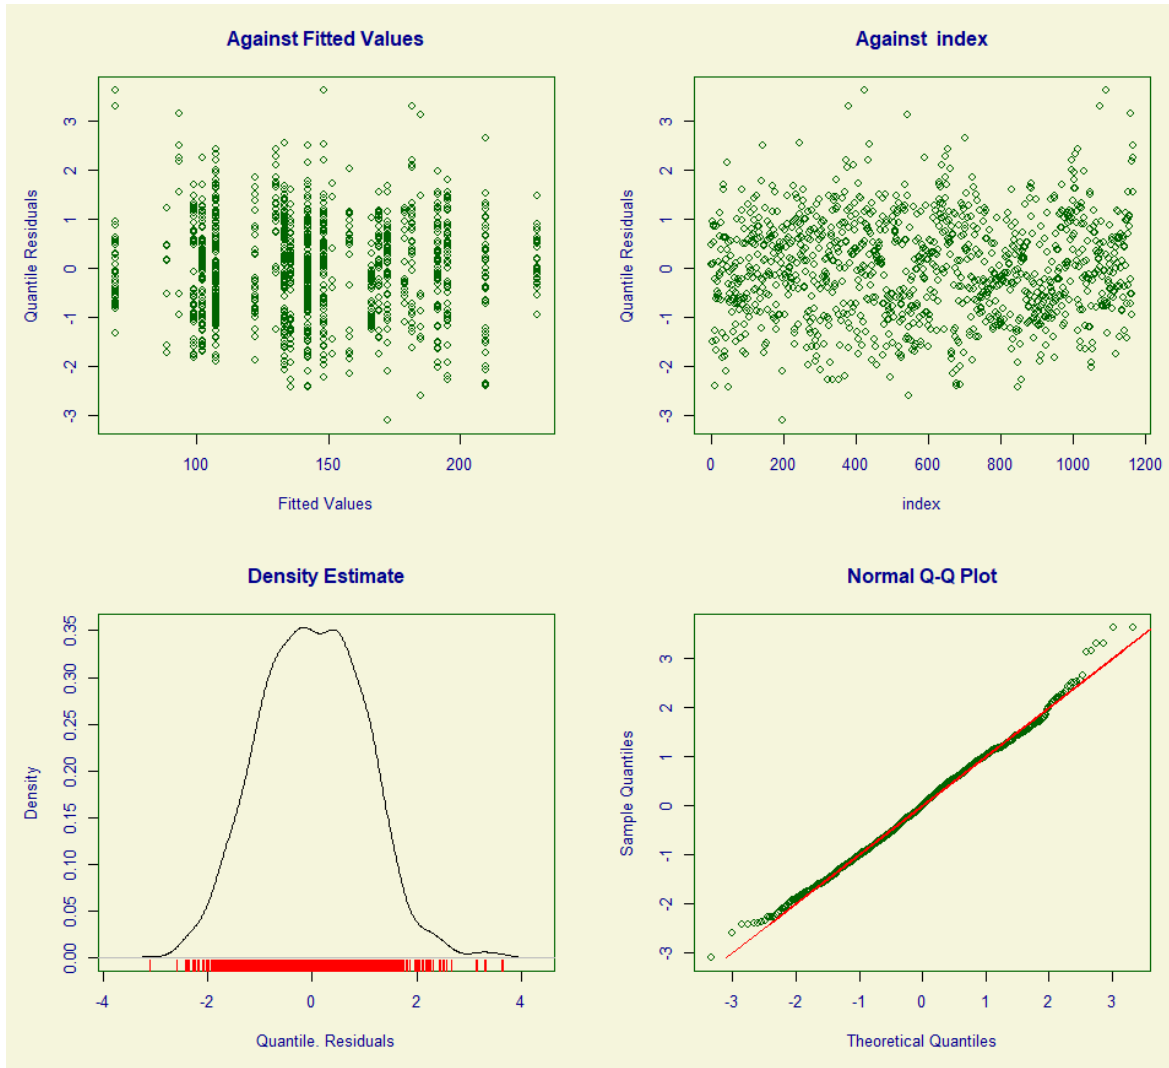 Against Fitted Values
Quantile Residuals
-3 -2 -1 0 1 2 3
100 150 200
Fitted Values
Against index
Quantile Residuals
-3 -2 -1 0 1 2 3
0 200 400 600 800 1000 1200
index
Density Estimate
Density
0.00 0.05 0.10 0.15 0.20 0.25 0.30 0.35
-4 -2 0 2 4
Quantile. Residuals
Normal Q-Q Plot
Sample Quantiles
-3 -2 -1 0 1 2 3
-3 -2 -1 0 1 2 3
Theoretical Quantiles